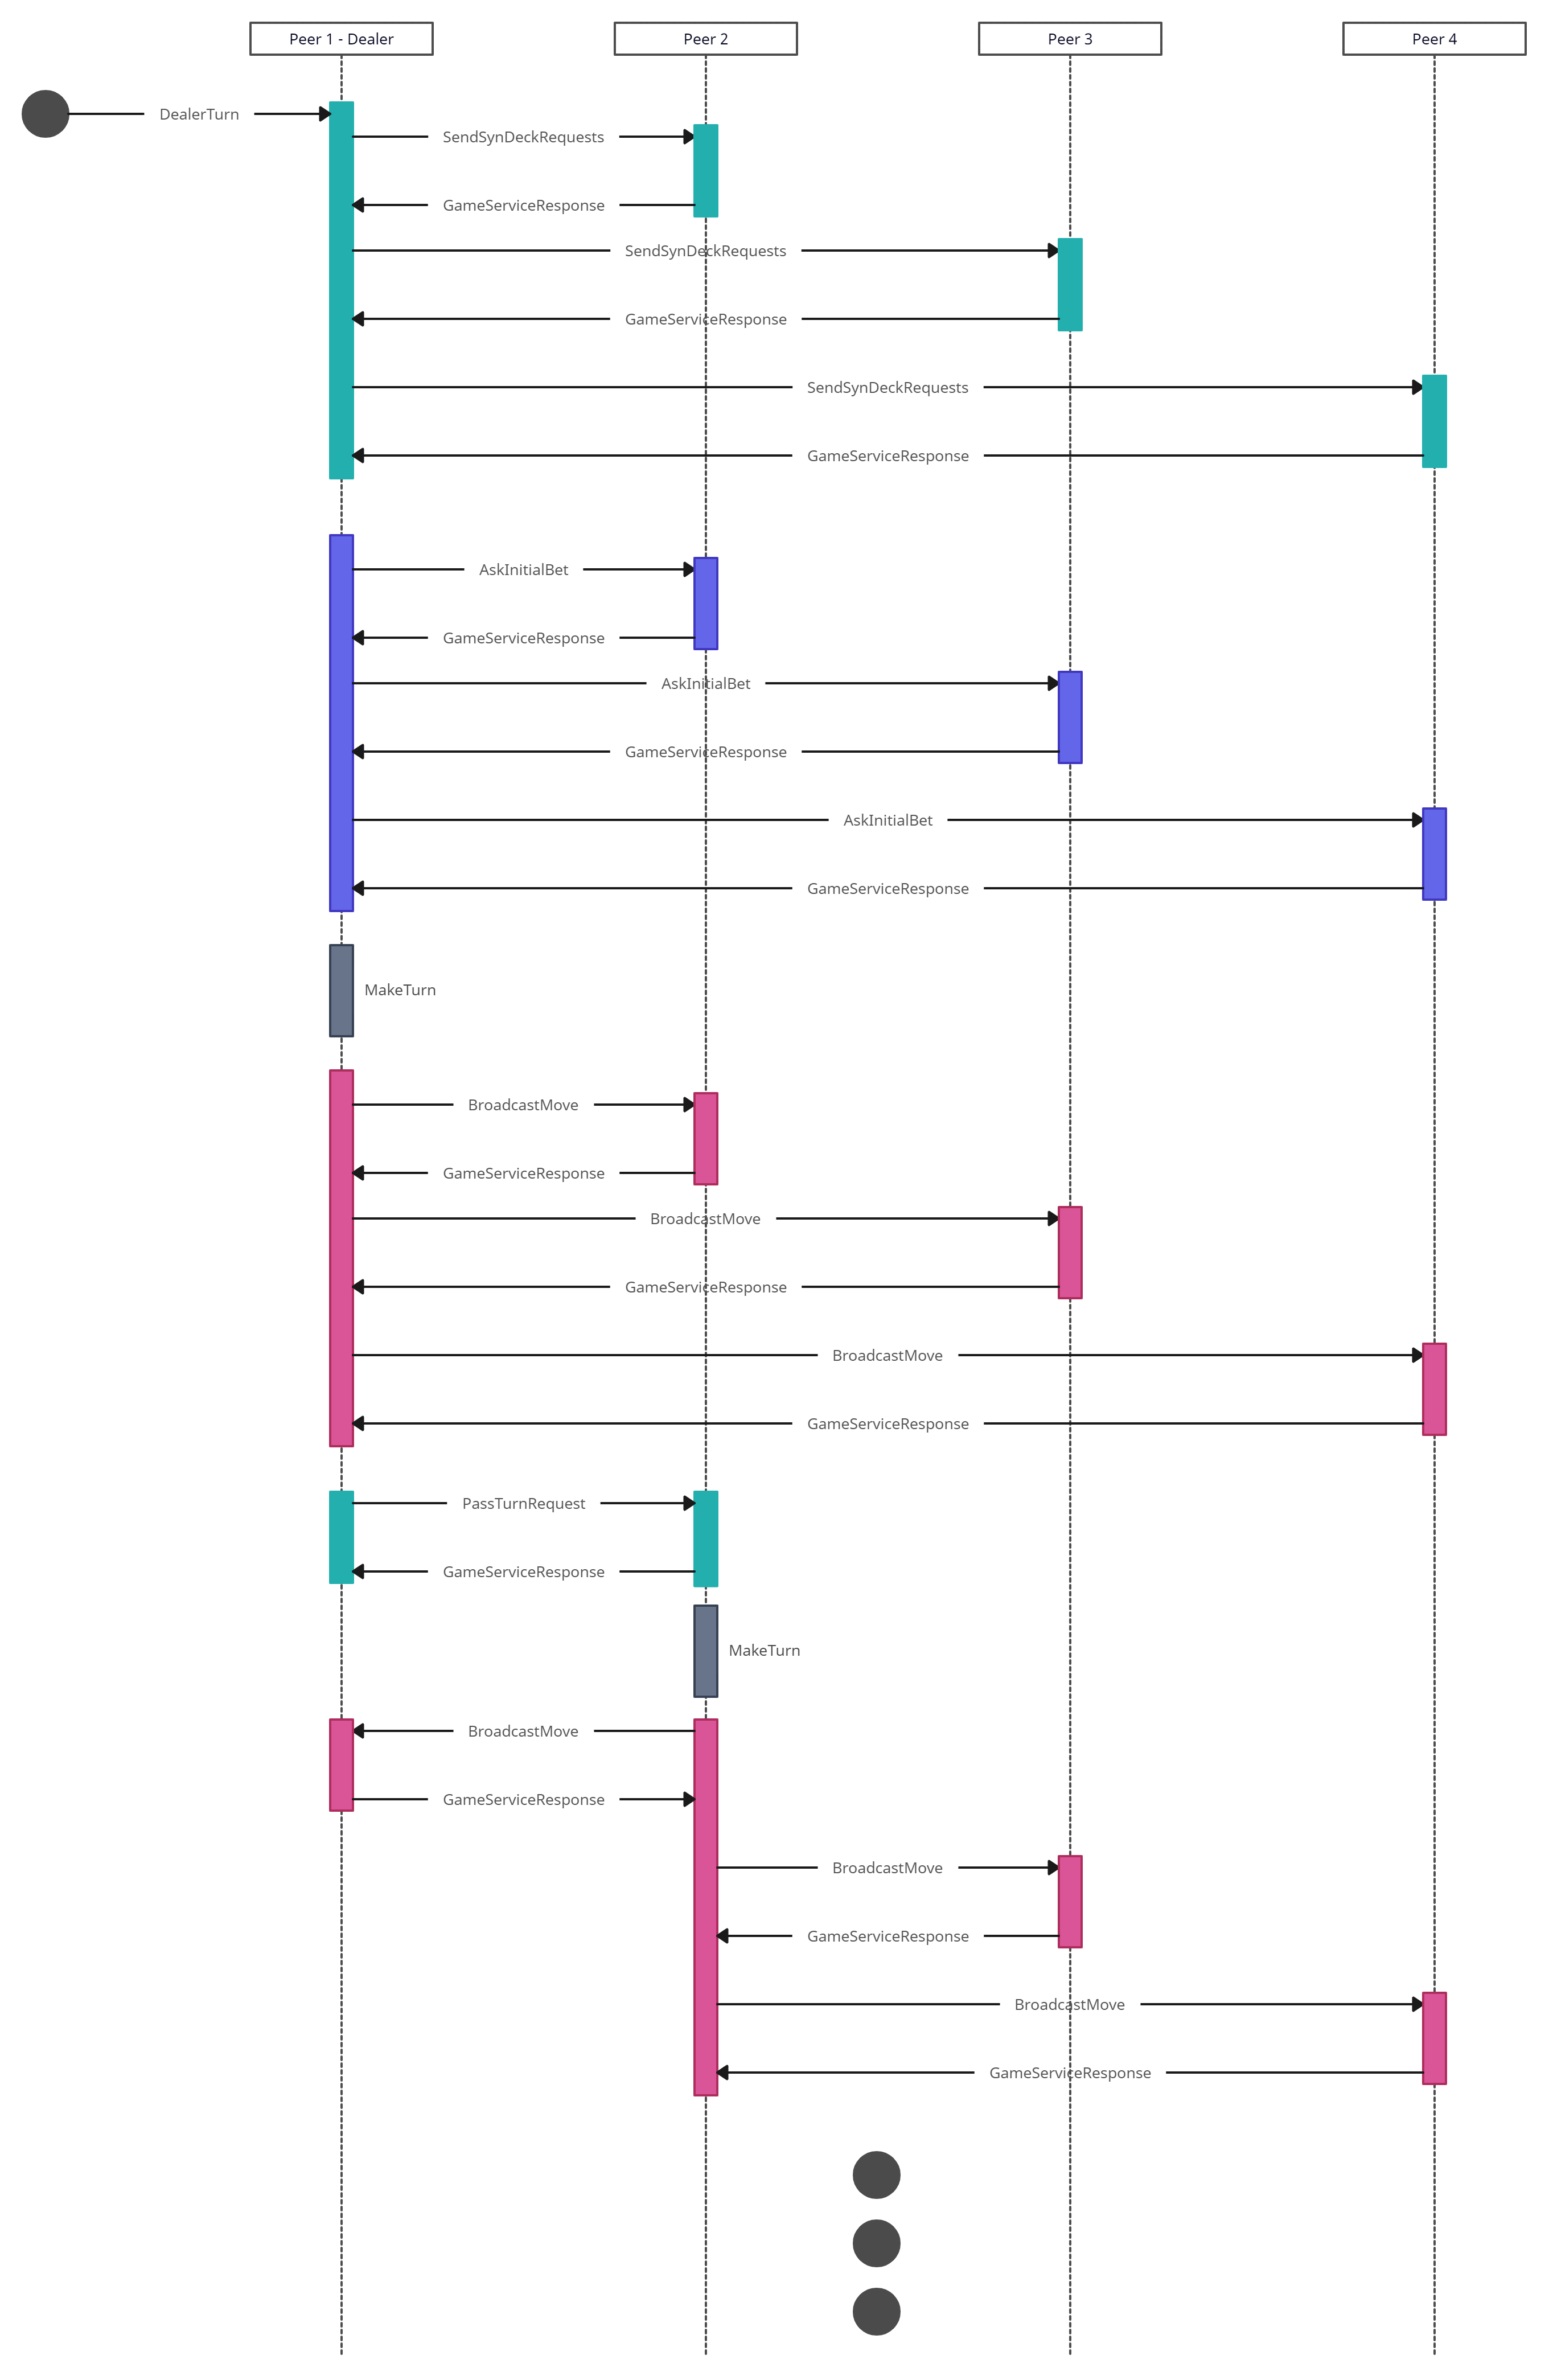 Peer 1 - Dealer
Peer 2
Peer 3
Peer 4
DealerTurn
SendSynDeckRequests
GameServiceResponse
SendSynDeckRequests
GameServiceResponse
SendSynDeckRequests
GameServiceResponse
AskInitialBet
GameServiceResponse
AskInitialBet
GameServiceResponse
AskInitialBet
GameServiceResponse
MakeTurn
BroadcastMove
GameServiceResponse
BroadcastMove
GameServiceResponse
BroadcastMove
GameServiceResponse
PassTurnRequest
GameServiceResponse
MakeTurn
BroadcastMove
GameServiceResponse
BroadcastMove
GameServiceResponse
BroadcastMove
GameServiceResponse